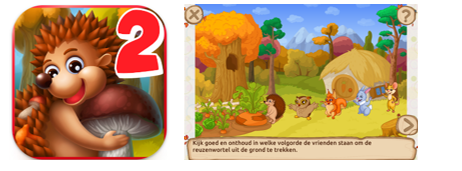 2
?
Kijk goed en onthoud in welke volgorde de vrienden staan om de
reuzenwortel uit de grond te trekken.